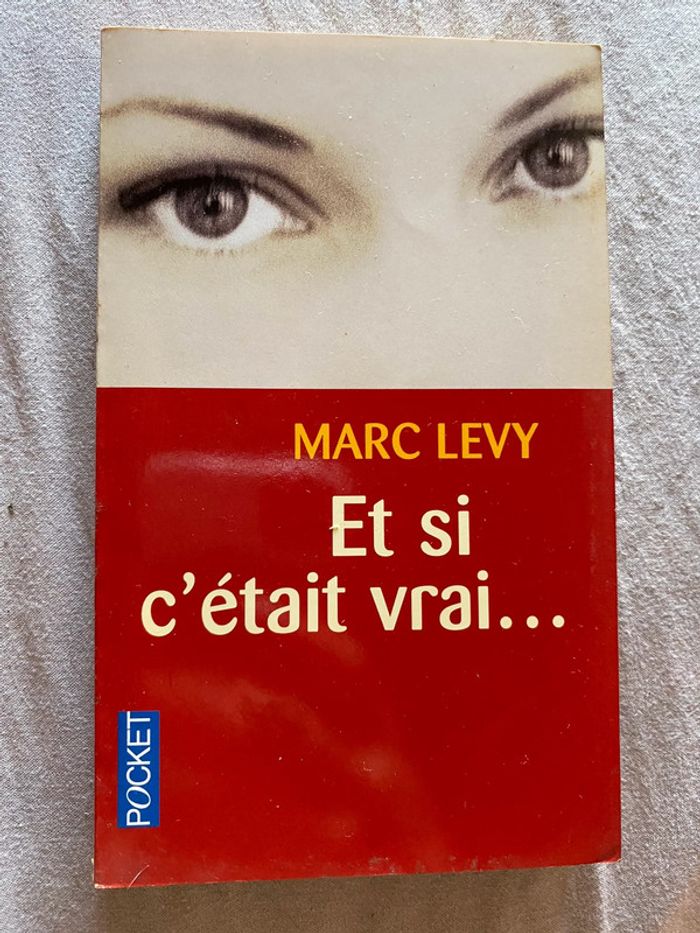 MARC LEVY
Et si
c'était vrai...
POCKET